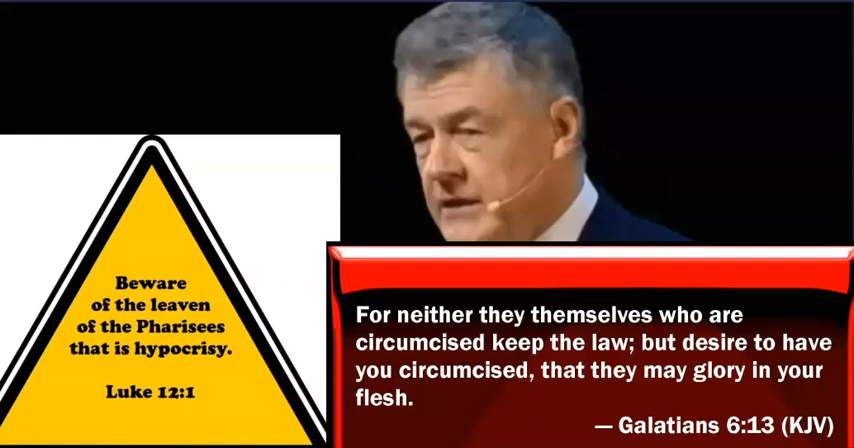 Beware
of the leaven
of the Pharisees
that is hypocrisy.
Luke 12:1
For neither they themselves who are
circumcised keep the law; but desire to have
you circumcised, that they may glory in your
flesh.
— Galatians 6:13 (KJV)